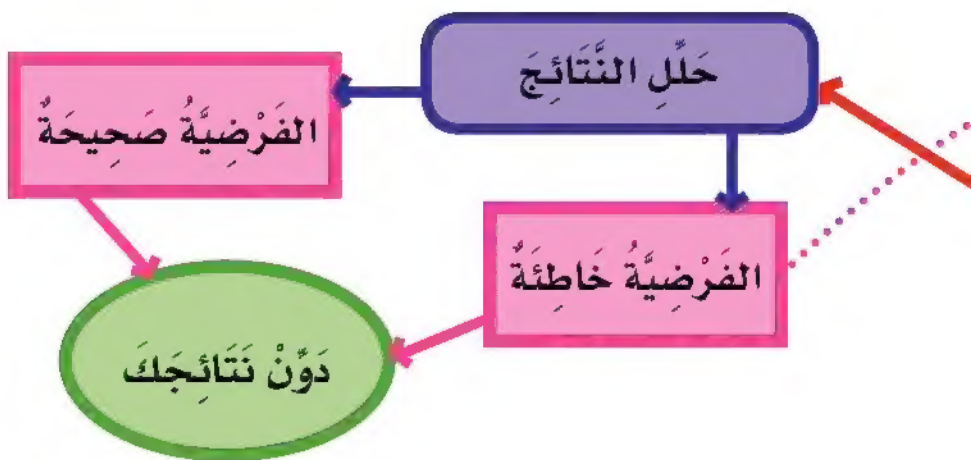 حَلِّلِ النَّتَائِجَ
الفَرْضِيَّةُ صَحِيحَةٌ
الفَرْضِيَّةُ خَاطِئَةٌ
دَوِّنْ نَتَائِجَكَ